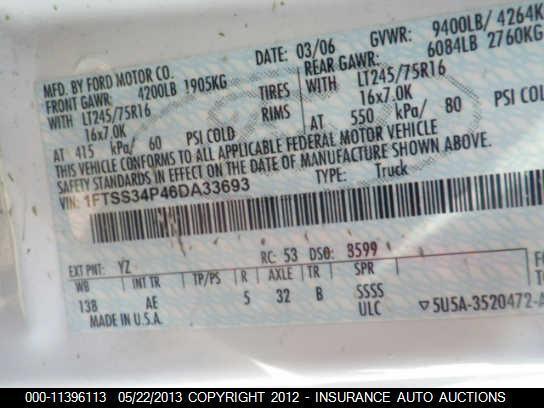 MFD. BY FORD MOTOR CO.
DATE: 03/06 GVWR: 9400LB/ 4264K
FRONT GAWR: 4200LB 1905KG
REAR GAWR: 6084LB 2760KG
WITH LT245/75R16 TIRES WITH LT245/75R16
16x7.0K RIMS 16x7.0K
AT 415 kPa/ 60 PSI COLD AT 550 kPa/ 80 PSI COL
THIS VEHICLE CONFORMS TO ALL APPLICABLE FEDERAL MOTOR VEHICLE
SAFETY STANDARDS IN EFFECT ON THE DATE OF MANUFACTURE SHOWN ABOVE.
VIN: 1FTSS34P46DA33693 TYPE: Truck
EXT PNT: YZ RC: 53 DSO: 3599
WB INT TR TP/PS R AXLE TR SPR
138 AE 5 32 B SSSS
MADE IN U.S.A. ULC
▽5U5A-3520472-A
000-11396113 05/22/2013 COPYRIGHT 2012 - INSURANCE AUTO AUCTIONS